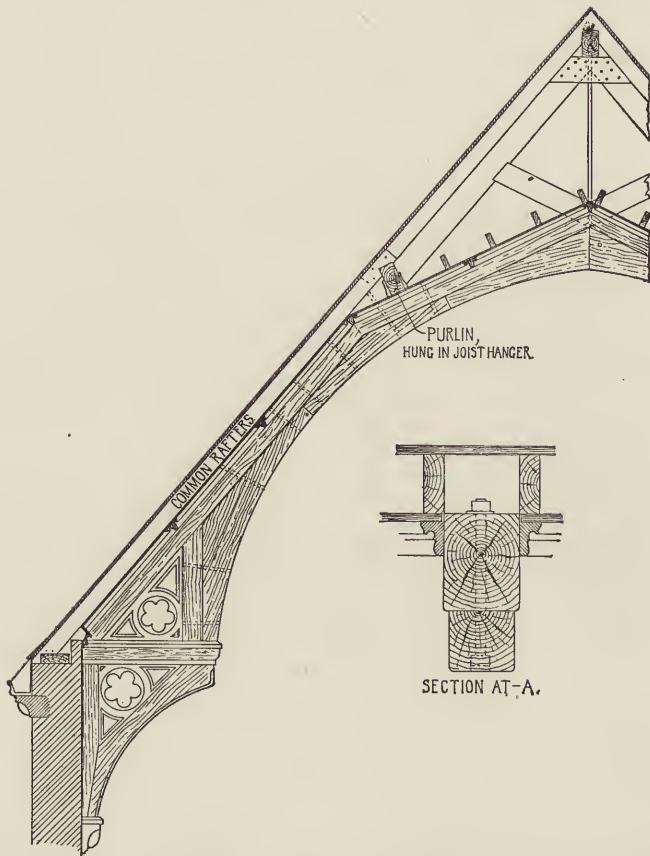 PURLIN,
HUNG IN JOIST HANGER
COMMON RAFTERS
SECTION AT-A.